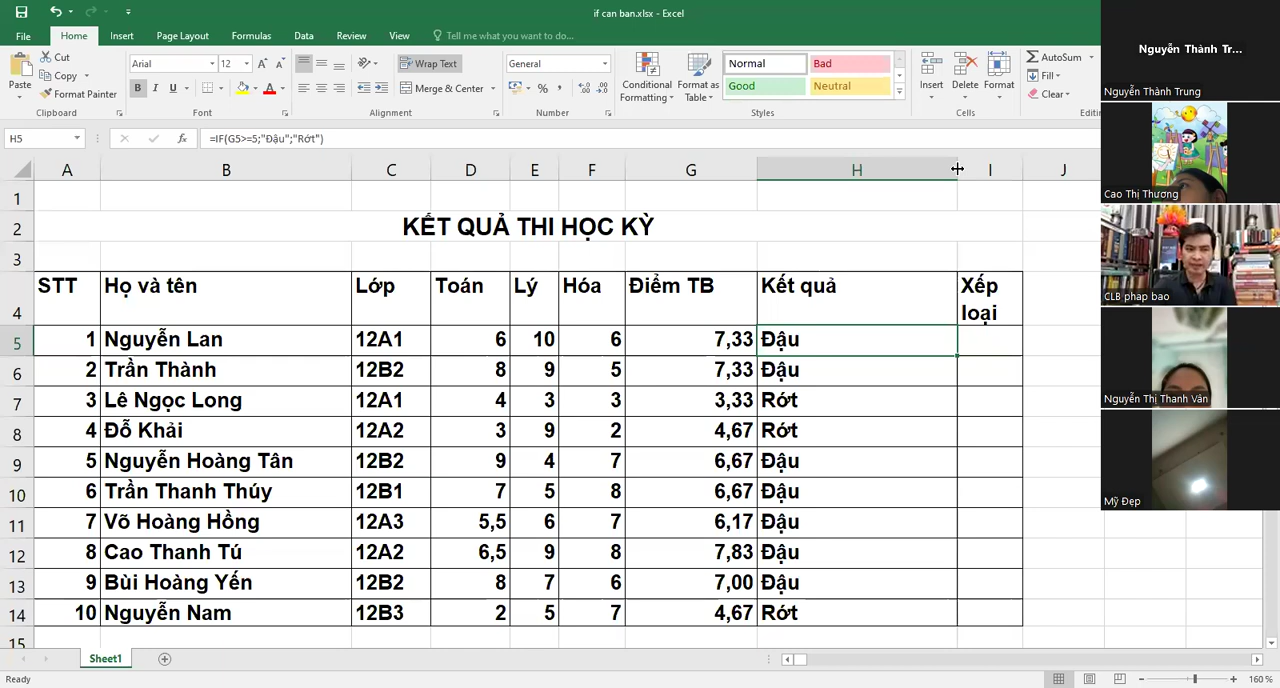 if can ban.xlsx - Excel
File Home Insert Page Layout Formulas Data Review View Tell me what you want to do...
Paste Cut Copy Format Painter Clipboard
Arial B I U Font
Wrap Text Merge & Center Alignment
General % Number
Conditional Formatting Format as Table Normal Bad Good Neutral Styles
Insert Delete Format Cells
AutoSum Fill Clear
H5 fx =IF(G5>=5;"Đậu";"Rớt")
A B C D E F G H I J
1
2 KẾT QUẢ THI HỌC KỲ
3
4 STT Họ và tên Lớp Toán Lý Hóa Điểm TB Kết quả Xếp loại
5 1 Nguyễn Lan 12A1 6 10 6 7,33 Đậu
6 2 Trần Thành 12B2 8 9 5 7,33 Đậu
7 3 Lê Ngọc Long 12A1 4 3 3 3,33 Rớt
8 4 Đỗ Khải 12A2 3 9 2 4,67 Rớt
9 5 Nguyễn Hoàng Tân 12B2 9 4 7 6,67 Đậu
10 6 Trần Thanh Thúy 12B1 7 5 8 6,67 Đậu
11 7 Võ Hoàng Hồng 12A3 5,5 6 7 6,17 Đậu
12 8 Cao Thanh Tú 12A2 6,5 9 8 7,83 Đậu
13 9 Bùi Hoàng Yến 12B2 8 7 6 7,00 Đậu
14 10 Nguyễn Nam 12B3 2 5 7 4,67 Rớt
15
Sheet1
Ready 160 %
Nguyễn Thành Tr...
Nguyễn Thành Trung
Cao Thị Thương
CLB phap bao
Nguyễn Thị Thanh Vân
Mỹ Đẹp